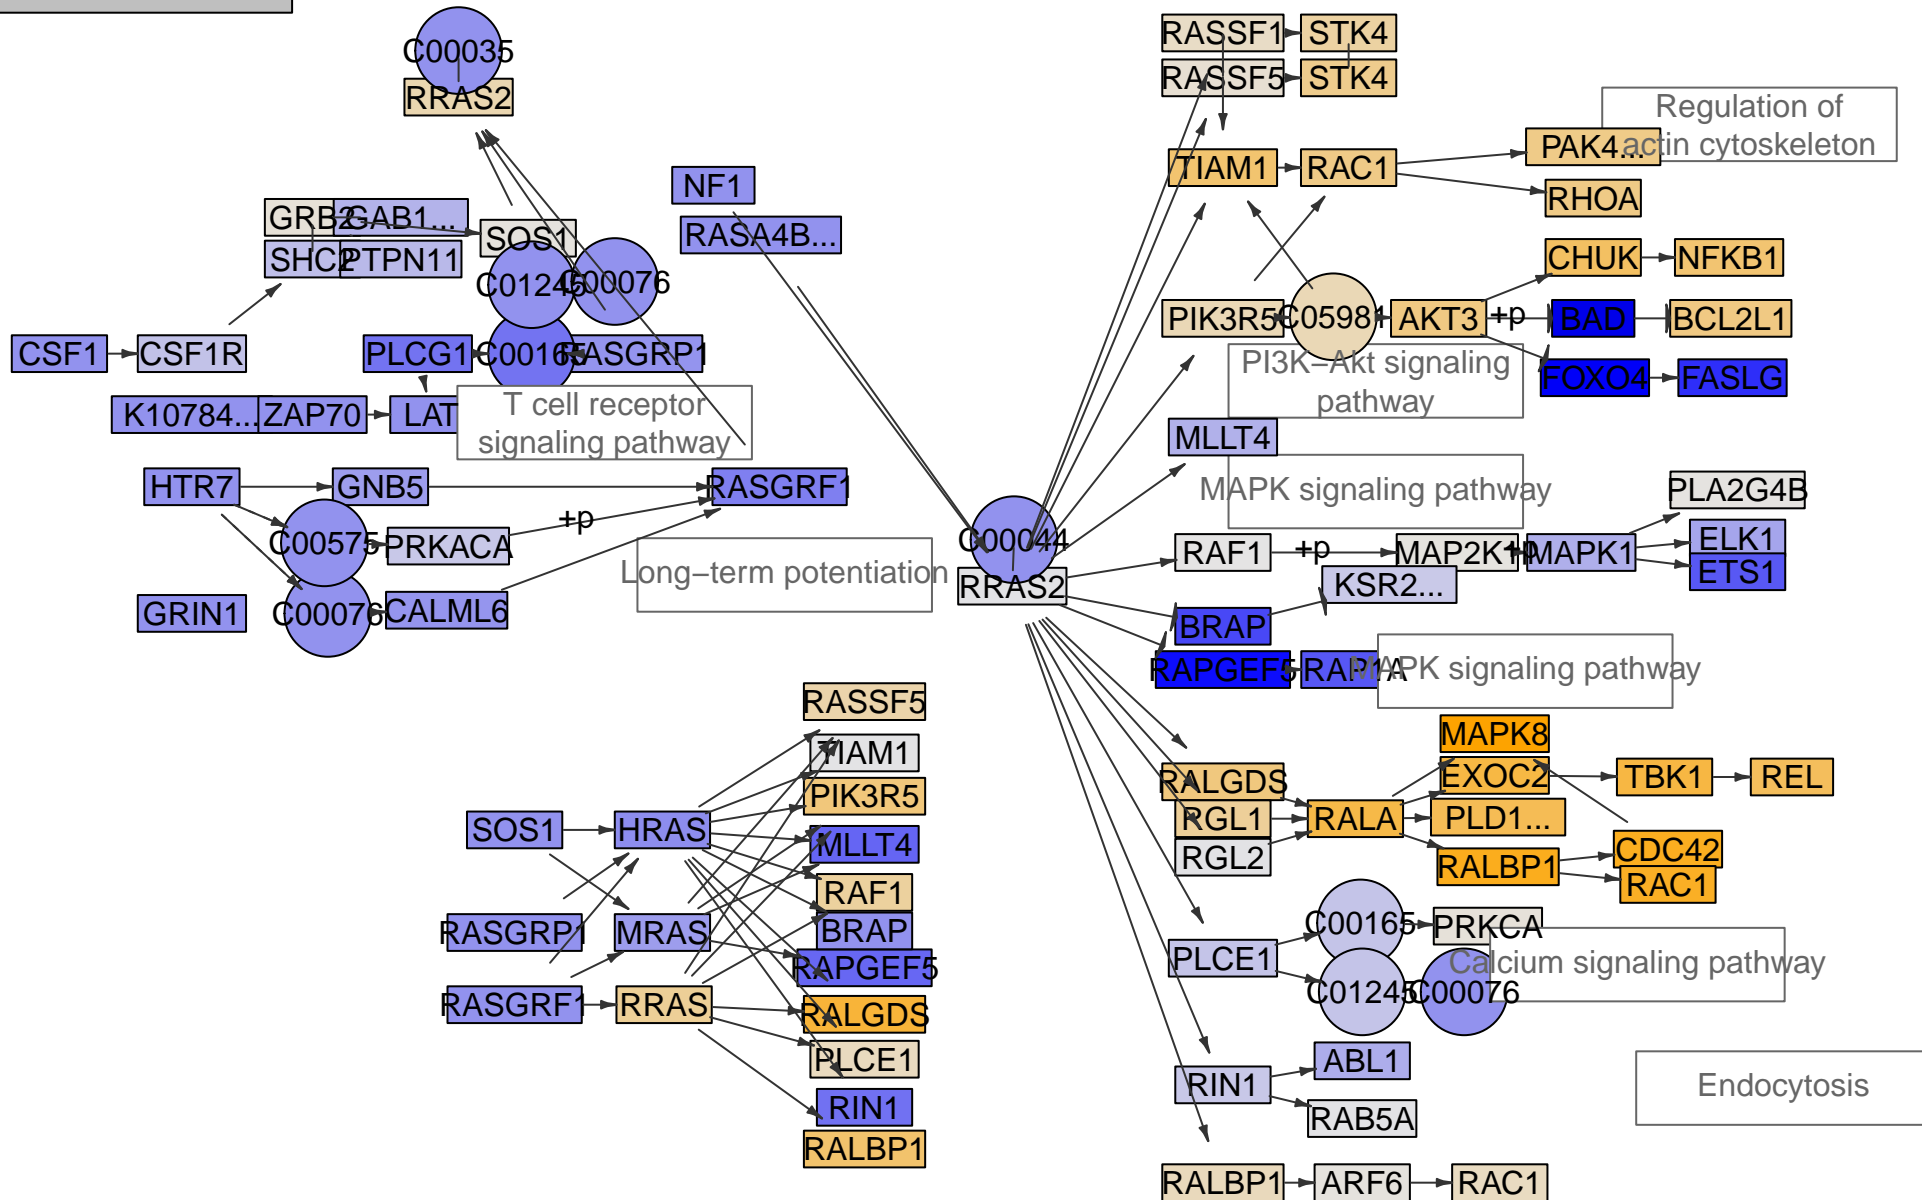 C00035
RRAS2
NF1
RASA4B...
GRB2
GAB1...
SOS1
SHC2
PTPN11
C01245
C00076
CSF1
CSF1R
PLCG1
C00165
RASGRP1
K10784...
ZAP70
LAT
T cell receptor
signaling pathway
HTR7
GNB5
RASGRF1
+p
C00575
PRKACA
Long−term potentiation
GRIN1
C00076
CALML6
C00044
RRAS2
RASSF1
STK4
RASSF5
STK4
Regulation of
actin cytoskeleton
PAK4...
TIAM1
RAC1
RHOA
CHUK
NFKB1
PIK3R5
C05981
AKT3
+p
BAD
BCL2L1
PI3K−Akt signaling
pathway
FOXO4
FASLG
MLLT4
MAPK signaling pathway
PLA2G4B
RAF1
+p
MAP2K1
+p
MAPK1
ELK1
ETS1
KSR2...
BRAP
RAPGEF5
RAP1A
MAPK signaling pathway
MAPK8
RALGDS
EXOC2
TBK1
REL
RGL1
RALA
PLD1...
RGL2
RALBP1
CDC42
RAC1
C00165
PRKCA
PLCE1
Calcium signaling pathway
C01245
C00076
ABL1
RIN1
RAB5A
Endocytosis
RALBP1
ARF6
RAC1
RASSF5
TIAM1
PIK3R5
SOS1
HRAS
MLLT4
RAF1
RASGRP1
MRAS
BRAP
RAPGEF5
RASGRF1
RRAS
RALGDS
PLCE1
RIN1
RALBP1